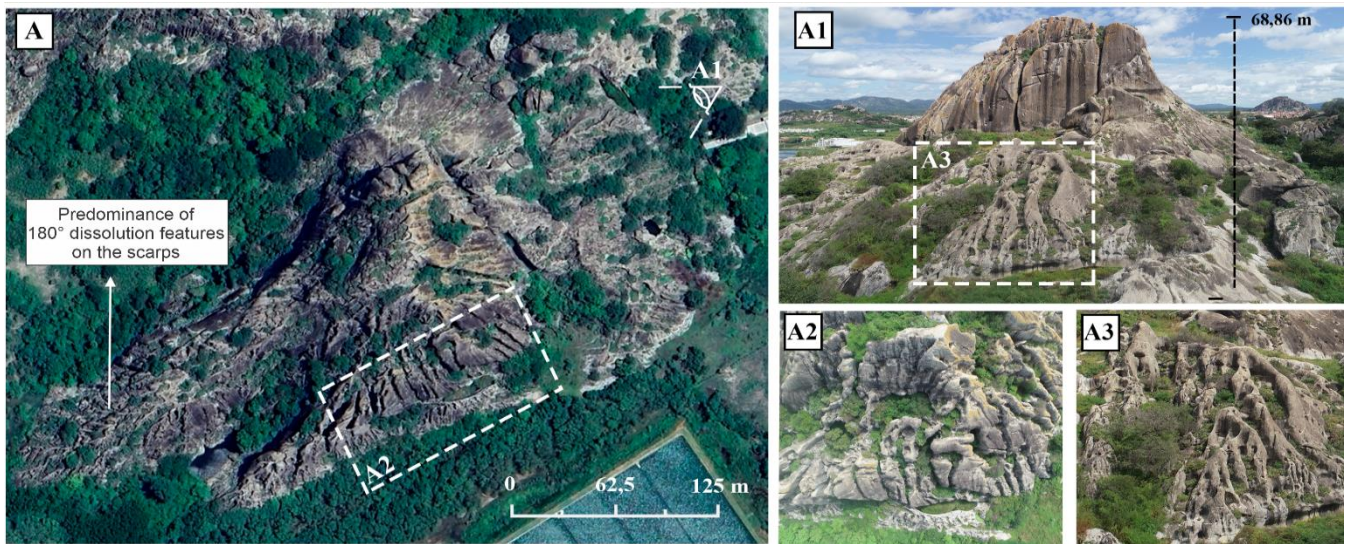 A
A1
Predominance of
180° dissolution features
on the scarps
A2
0 62,5 125 m
A1
68,86 m
A3
A2
A3